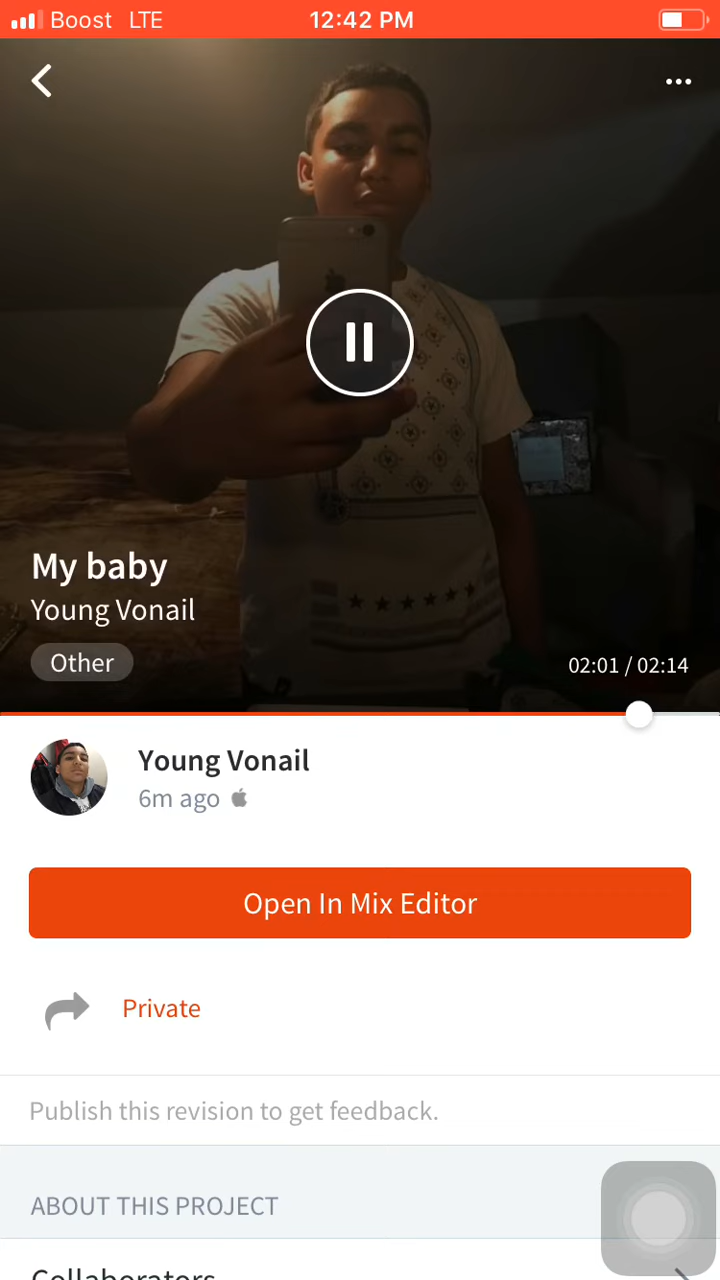 Boost LTE 12:42 PM
My baby
Young Vonail
Other
02:01 / 02:14
Young Vonail
6m ago
Open In Mix Editor
Private
Publish this revision to get feedback.
ABOUT THIS PROJECT
Collaborators